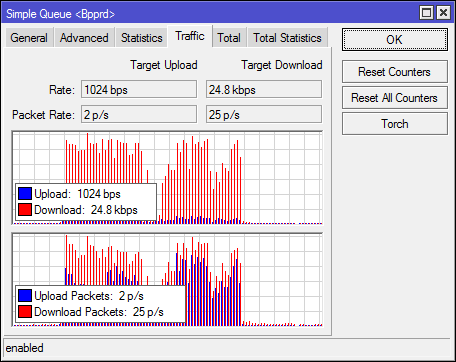 Simple Queue <Bpprd>
General Advanced Statistics Traffic Total Total Statistics
OK
Reset Counters
Reset All Counters
Torch
Target Upload Target Download
Rate: 1024 bps 24.8 kbps
Packet Rate: 2 p/s 25 p/s
Upload: 1024 bps
Download: 24.8 kbps
Upload Packets: 2 p/s
Download Packets: 25 p/s
enabled